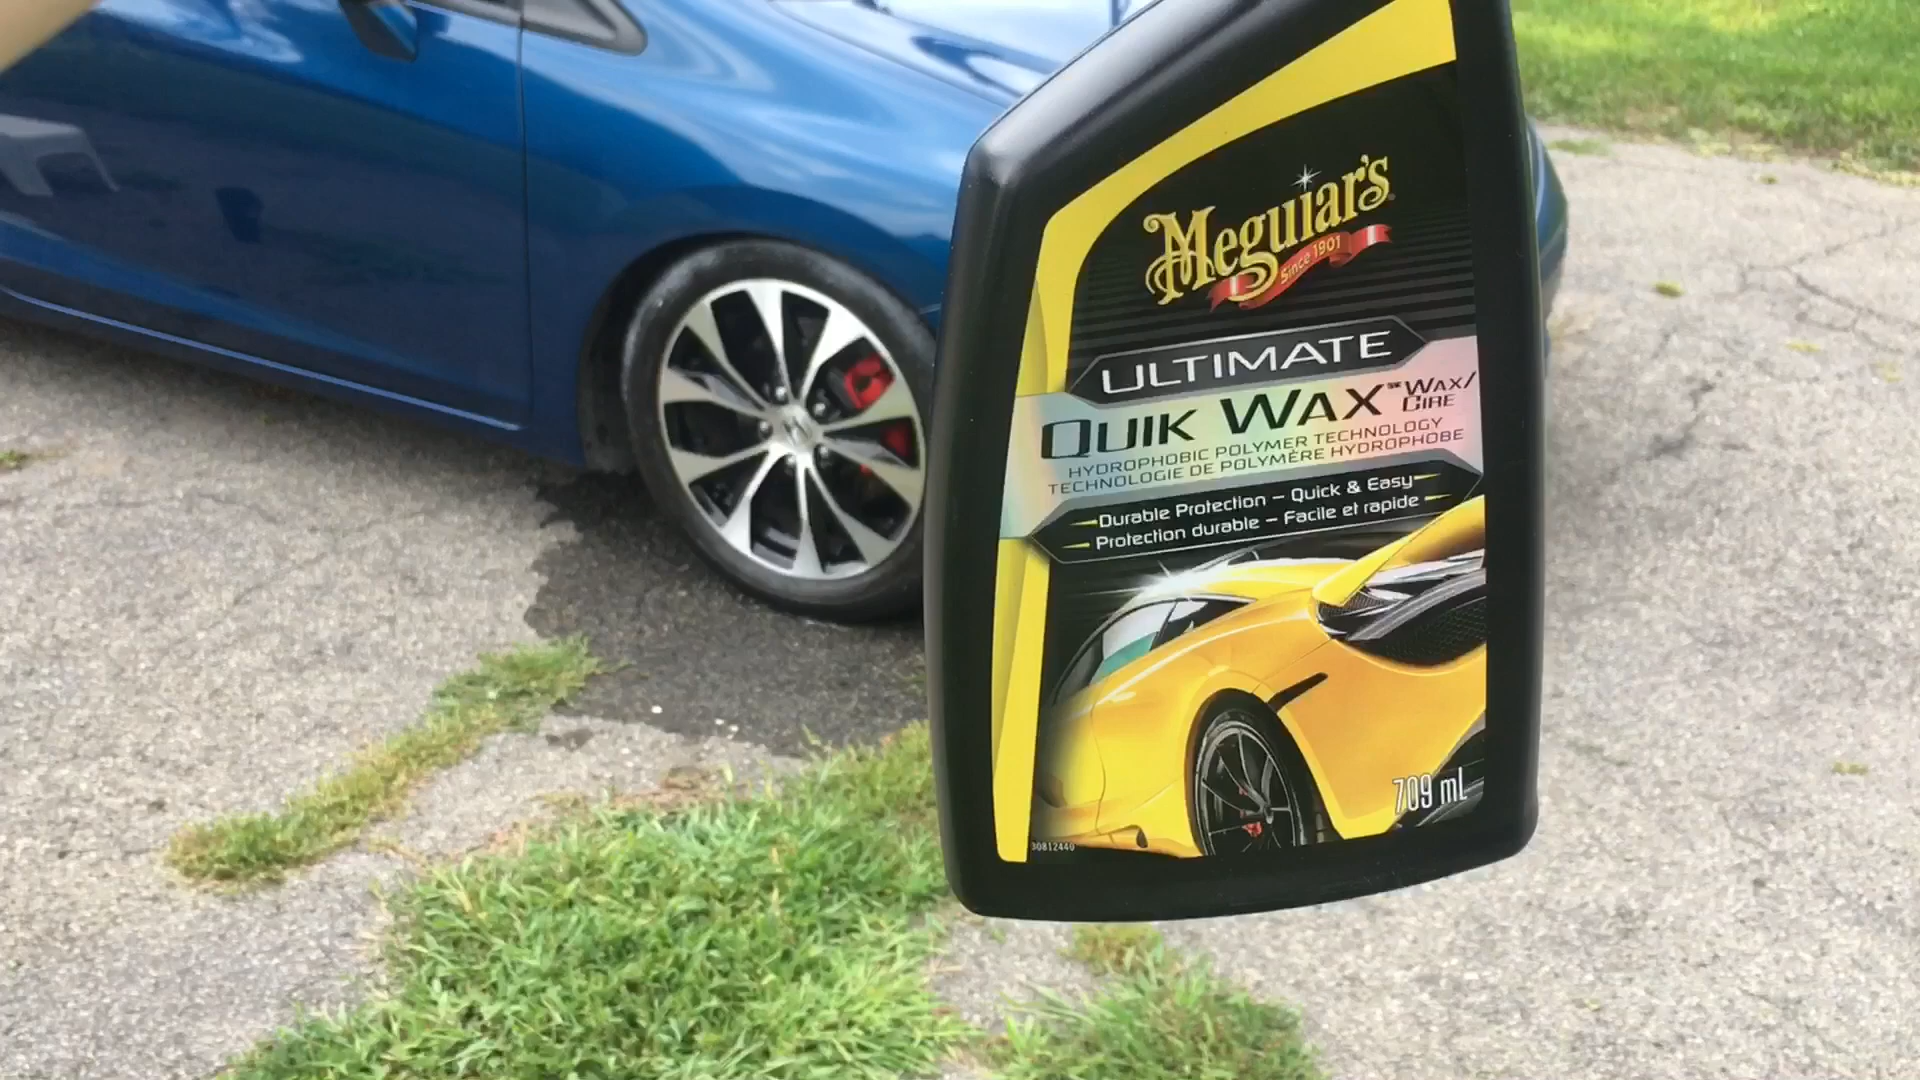 Meguiar's
Since 1901
ULTIMATE
QUIK WAX™ WAX/
CIRE
HYDROPHOBIC POLYMER TECHNOLOGY
TECHNOLOGIE DE POLYMÈRE HYDROPHOBE
Durable Protection – Quick & Easy
Protection durable – Facile et rapide
709 mL
30812440